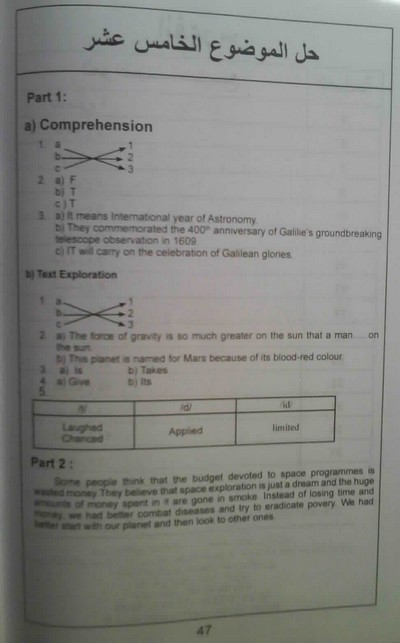 حل الموضوع الخامس عشر
Part 1:
a) Comprehension
1. a 1
b 2
c 3
2. a) F
b) T
c) T
3. a) It means International year of Astronomy.
b) They commemorated the 400th anniversary of Galilie's groundbreaking
telescope observation in 1609
c) IT will carry on the celebration of Galilean glories.
b) Text Exploration
1. a 1
b 2
c 3
2. a) The force of gravity is so much greater on the sun that a man.... on
the sun.
b) This planet is named for Mars because of its blood-red colour.
3. a) Is b) Takes
4. a) Give b) Its
5.
/t/ /d/ /id/
Laughed Applied limited
Chanced
Part 2 :
Some people think that the budget devoted to space programmes is
wasted money. They believe that space exploration is just a dream and the huge
amounts of money spent in it are gone in smoke. Instead of losing time and
money, we had better combat diseases and try to eradicate povery. We had
better start with our planet and then look to other ones.
47